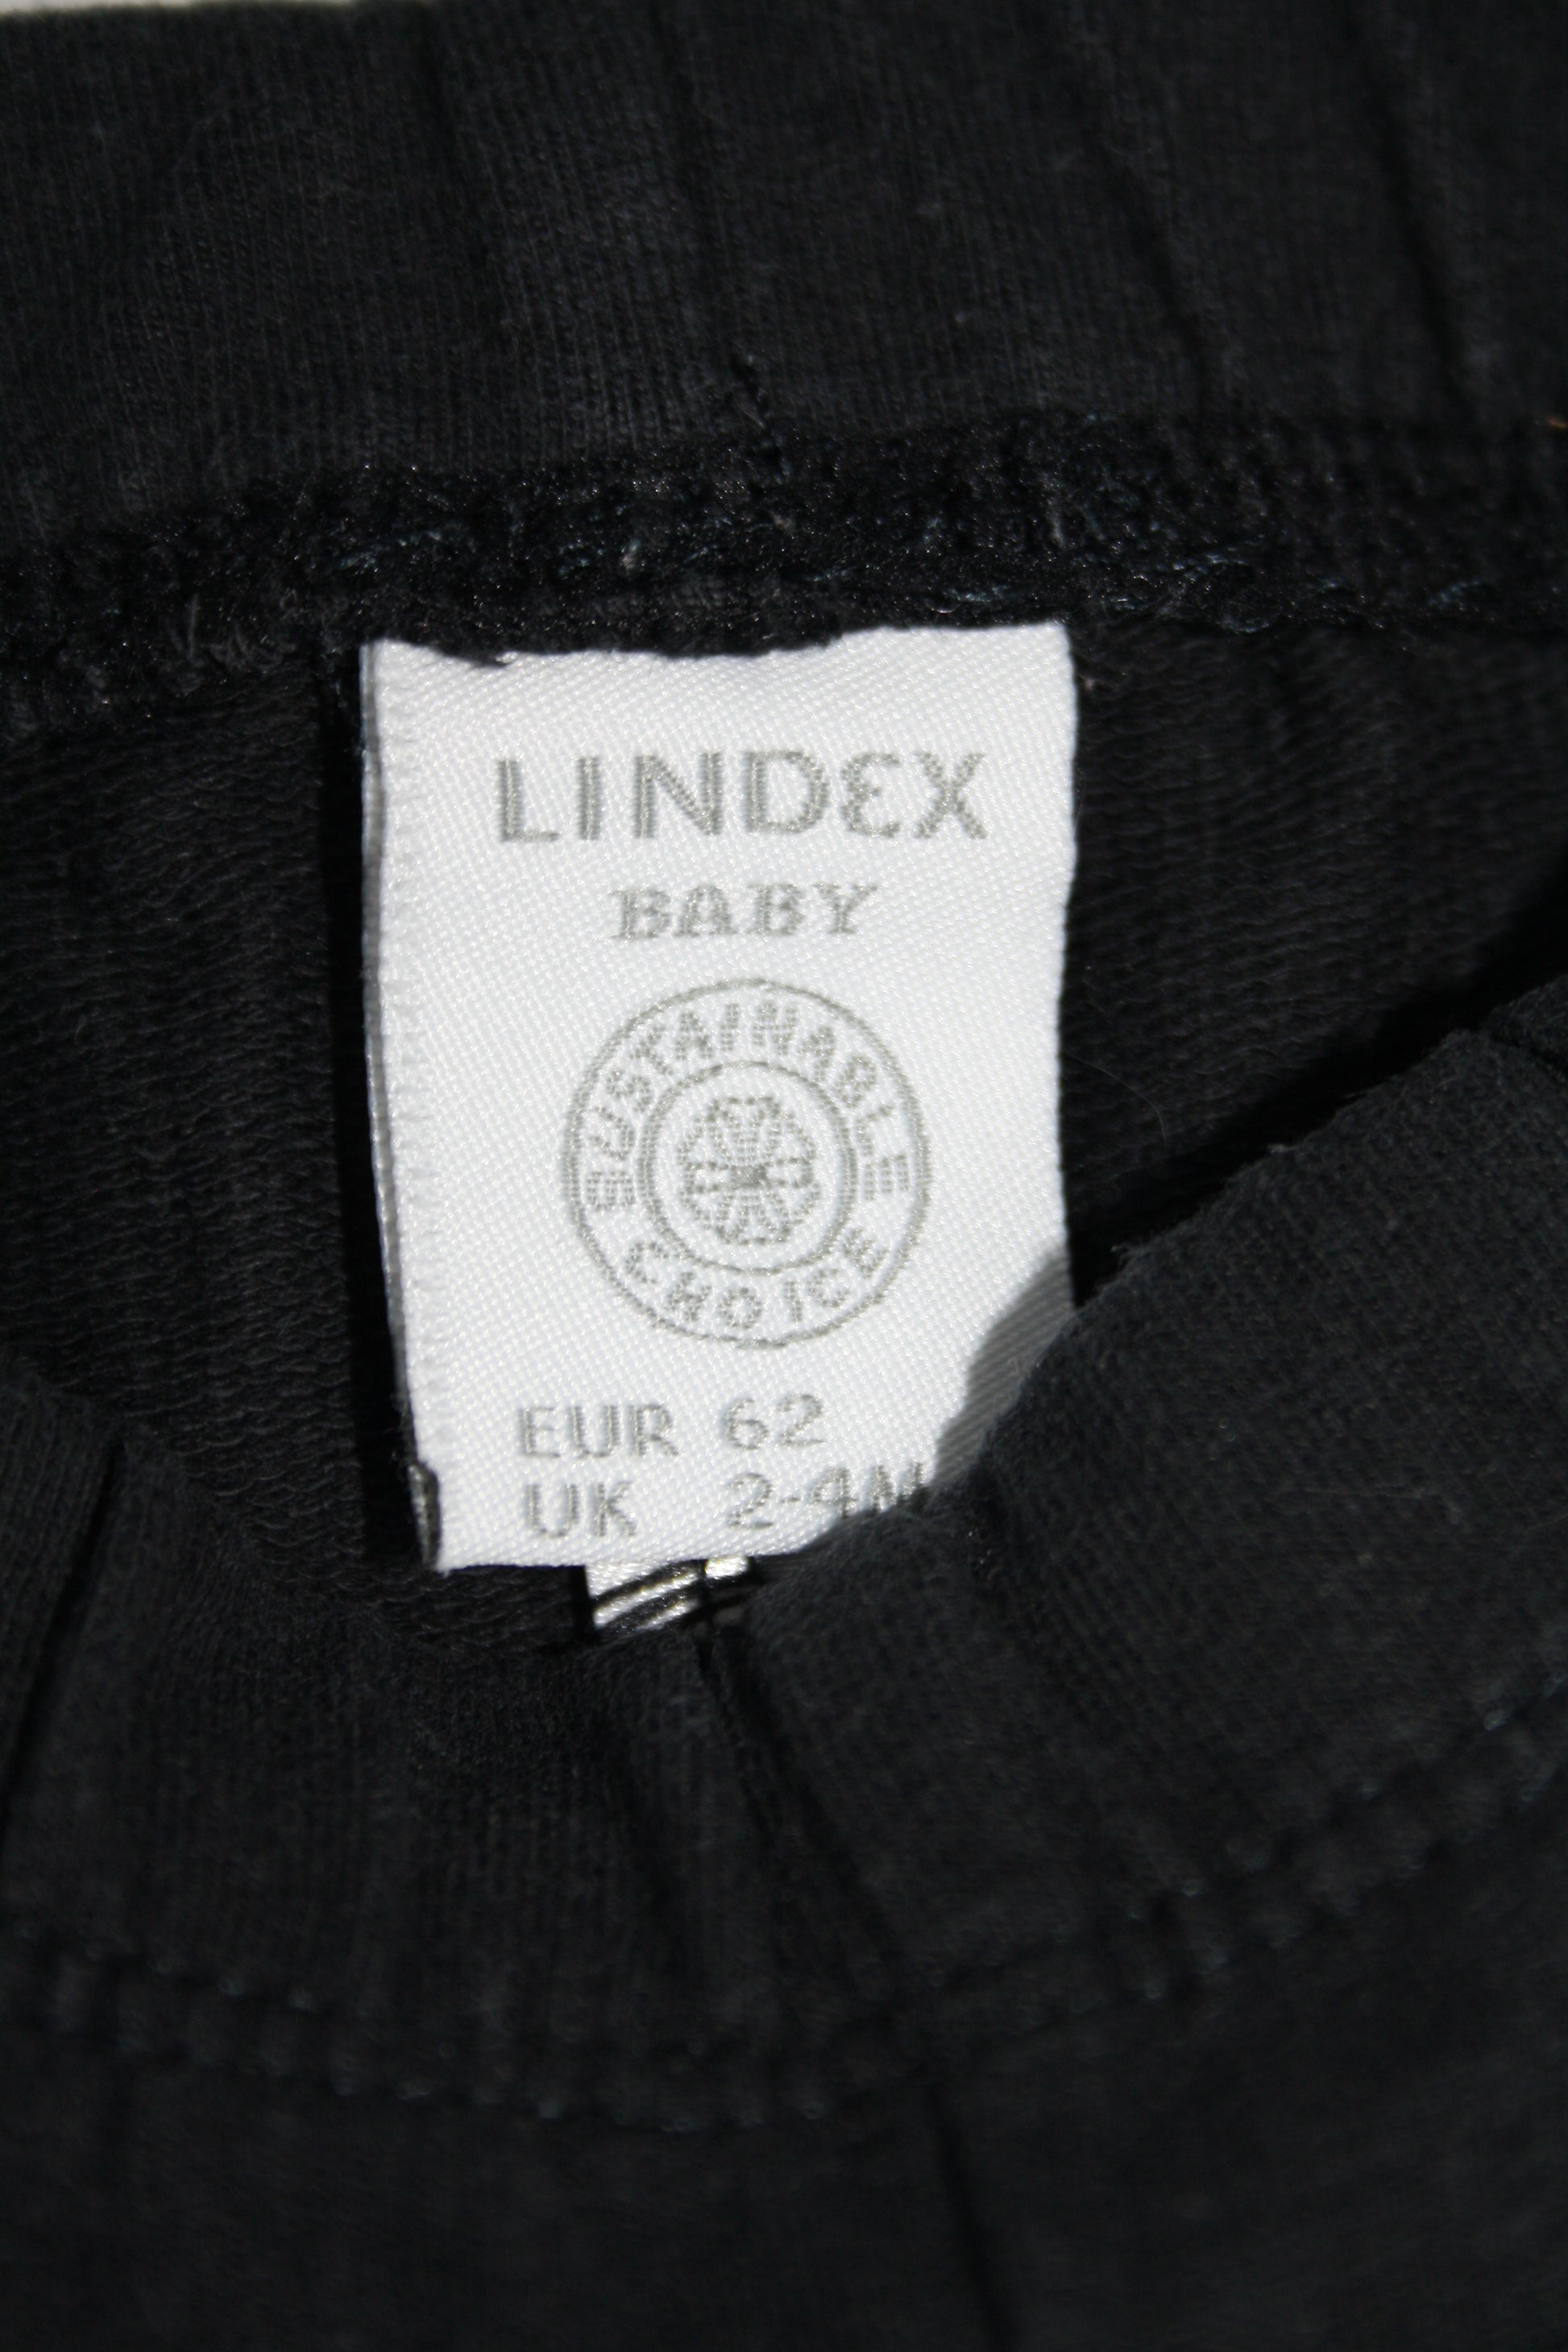 LINDEX
BABY
SUSTAINABLE
CHOICE
EUR 62
UK 2-4M